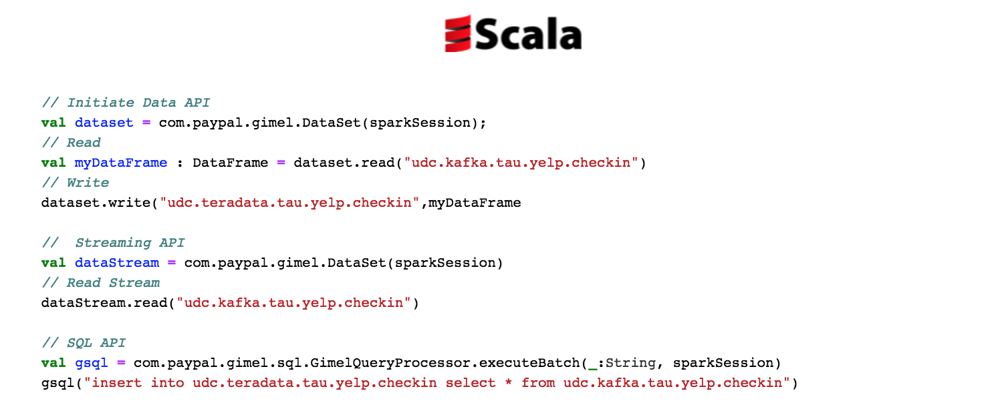 Scala
// Initiate Data API
val dataset = com.paypal.gimel.DataSet(sparkSession);
// Read
val myDataFrame : DataFrame = dataset.read("udc.kafka.tau.yelp.checkin")
// Write
dataset.write("udc.teradata.tau.yelp.checkin",myDataFrame
//  Streaming API
val dataStream = com.paypal.gimel.DataSet(sparkSession)
// Read Stream
dataStream.read("udc.kafka.tau.yelp.checkin")
// SQL API
val gsql = com.paypal.gimel.sql.GimelQueryProcessor.executeBatch(_:String, sparkSession)
gsql("insert into udc.teradata.tau.yelp.checkin select * from udc.kafka.tau.yelp.checkin")